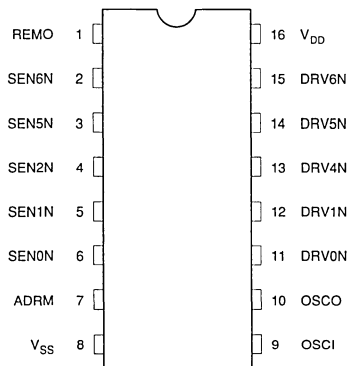 REMO 1 16 VDD
SEN6N 2 15 DRV6N
SEN5N 3 14 DRV5N
SEN2N 4 13 DRV4N
SEN1N 5 12 DRV1N
SEN0N 6 11 DRV0N
ADRM 7 10 OSCO
VSS 8 9 OSCI